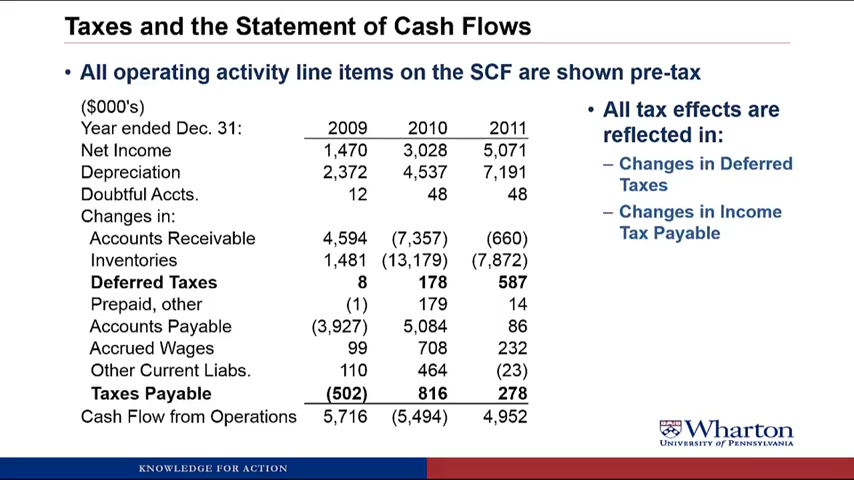 Taxes and the Statement of Cash Flows
• All operating activity line items on the SCF are shown pre-tax
($000's)
Year ended Dec. 31: 2009 2010 2011
Net Income 1,470 3,028 5,071
Depreciation 2,372 4,537 7,191
Doubtful Accts. 12 48 48
Changes in:
Accounts Receivable 4,594 (7,357) (660)
Inventories 1,481 (13,179) (7,872)
Deferred Taxes 8 178 587
Prepaid, other (1) 179 14
Accounts Payable (3,927) 5,084 86
Accrued Wages 99 708 232
Other Current Liabs. 110 464 (23)
Taxes Payable (502) 816 278
Cash Flow from Operations 5,716 (5,494) 4,952
• All tax effects are
reflected in:
– Changes in Deferred
Taxes
– Changes in Income
Tax Payable
Wharton
UNIVERSITY OF PENNSYLVANIA
KNOWLEDGE FOR ACTION